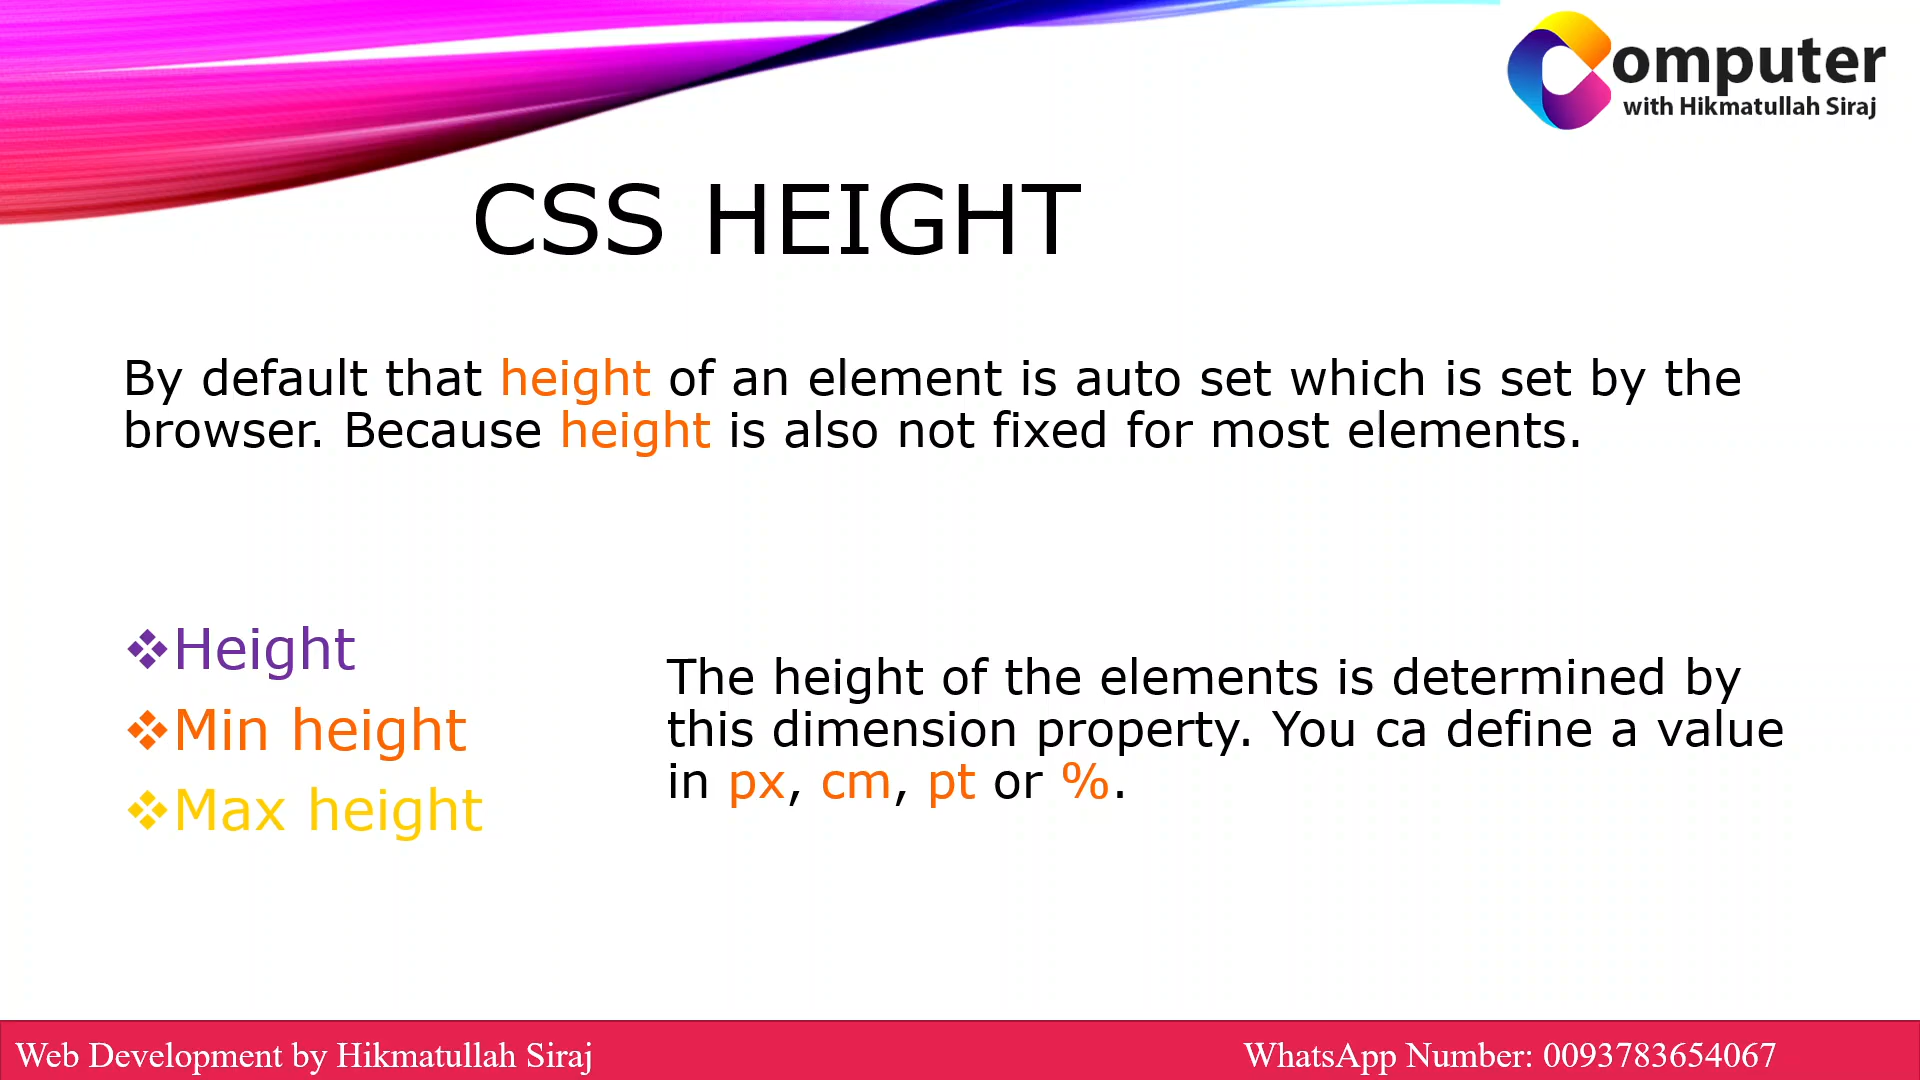 Computer
with Hikmatullah Siraj
CSS HEIGHT
By default that height of an element is auto set which is set by the
browser. Because height is also not fixed for most elements.
❖Height
❖Min height
❖Max height
The height of the elements is determined by
this dimension property. You ca define a value
in px, cm, pt or %.
Web Development by Hikmatullah Siraj
WhatsApp Number: 0093783654067